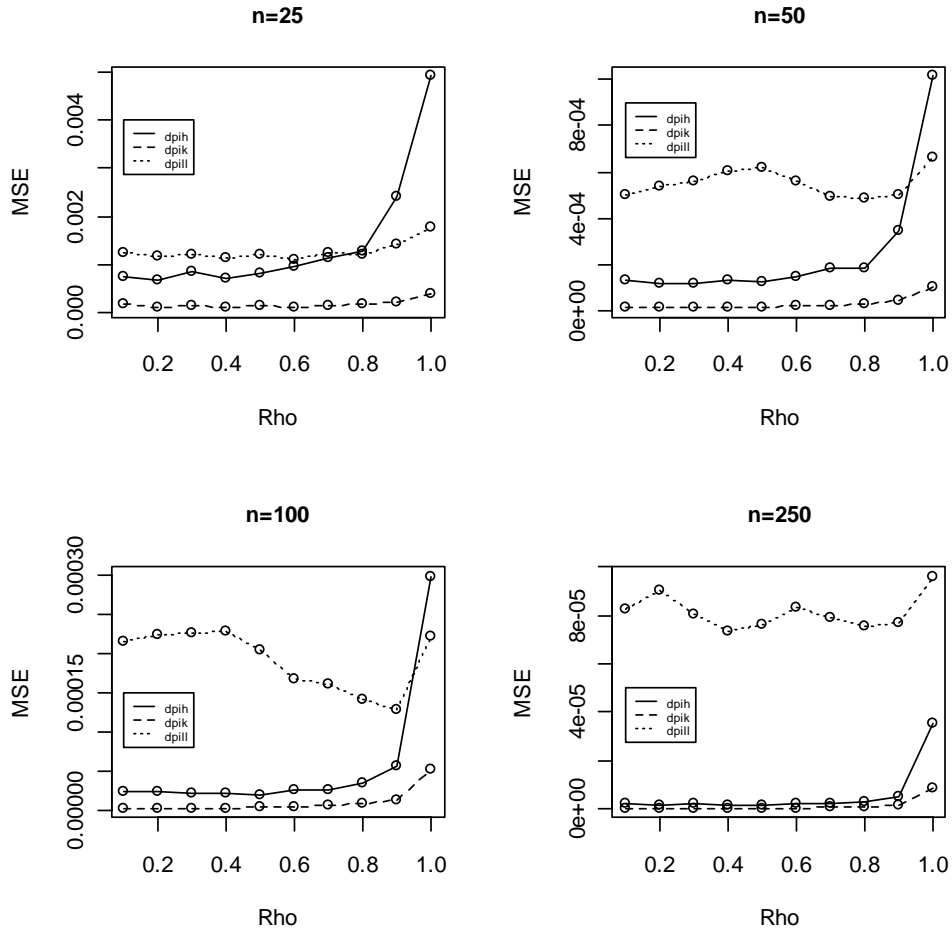 n=25
MSE
0.004
0.002
0.000
dpih
dpik
dpill
0.2 0.4 0.6 0.8 1.0
Rho
n=50
MSE
8e-04
4e-04
0e+00
dpih
dpik
dpill
0.2 0.4 0.6 0.8 1.0
Rho
n=100
MSE
0.00030
0.00015
0.00000
dpih
dpik
dpill
0.2 0.4 0.6 0.8 1.0
Rho
n=250
MSE
8e-05
4e-05
0e+00
dpih
dpik
dpill
0.2 0.4 0.6 0.8 1.0
Rho